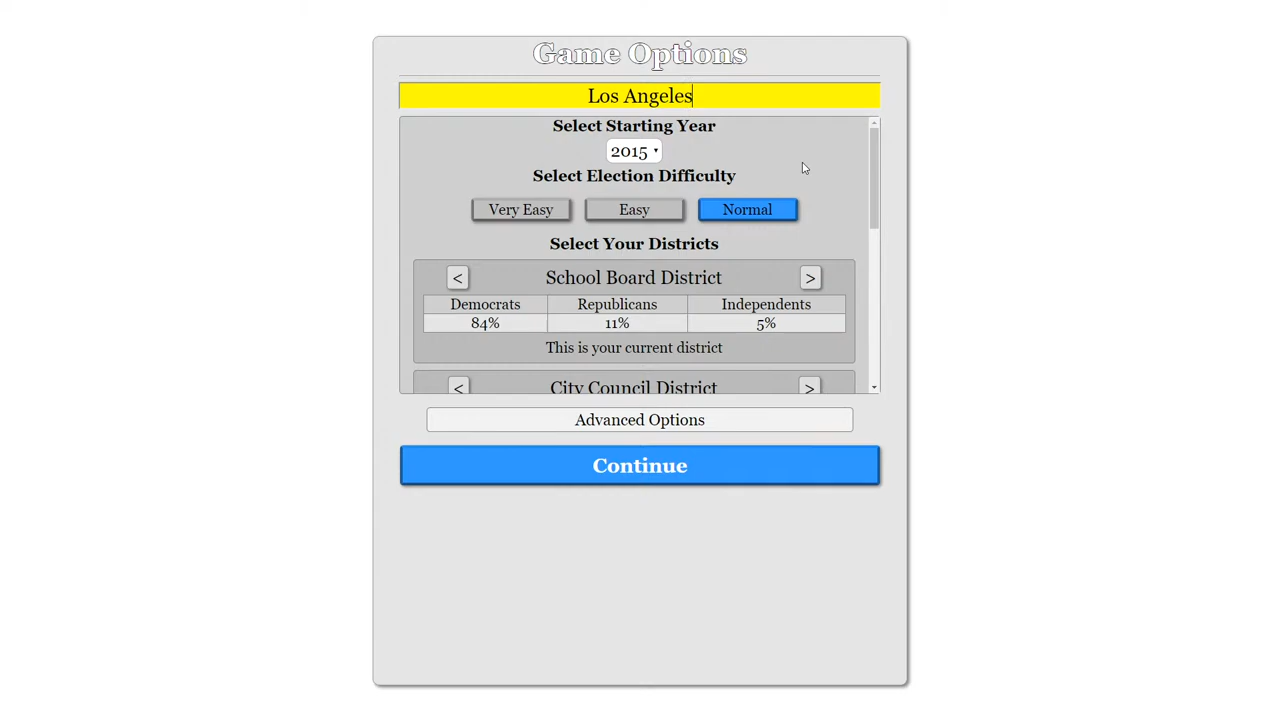 Game Options
Los Angeles
Select Starting Year
2015
Select Election Difficulty
Very Easy Easy Normal
Select Your Districts
< School Board District >
Democrats Republicans Independents
84% 11% 5%
This is your current district
< City Council District >
Advanced Options
Continue